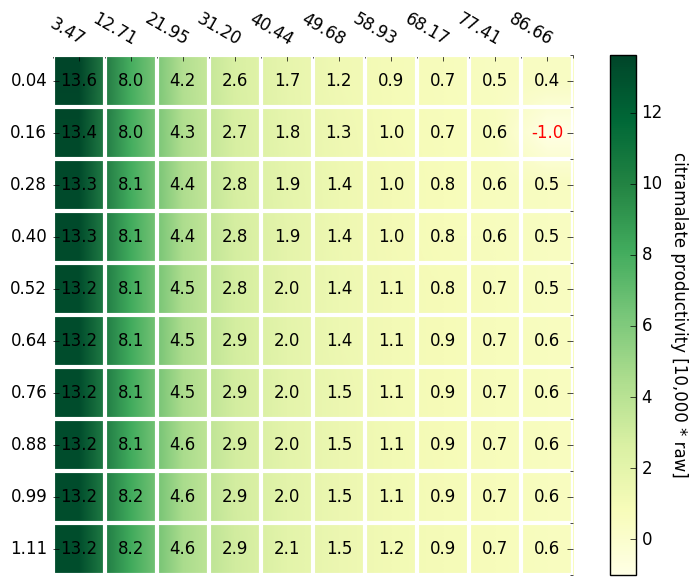 3.47 12.71 21.95 31.20 40.44 49.68 58.93 68.17 77.41 86.66
0.04 13.6 8.0 4.2 2.6 1.7 1.2 0.9 0.7 0.5 0.4
0.16 13.4 8.0 4.3 2.7 1.8 1.3 1.0 0.7 0.6 -1.0
0.28 13.3 8.1 4.4 2.8 1.9 1.4 1.0 0.8 0.6 0.5
0.40 13.3 8.1 4.4 2.8 1.9 1.4 1.0 0.8 0.6 0.5
0.52 13.2 8.1 4.5 2.8 2.0 1.4 1.1 0.8 0.7 0.5
0.64 13.2 8.1 4.5 2.9 2.0 1.4 1.1 0.9 0.7 0.6
0.76 13.2 8.1 4.5 2.9 2.0 1.5 1.1 0.9 0.7 0.6
0.88 13.2 8.1 4.6 2.9 2.0 1.5 1.1 0.9 0.7 0.6
0.99 13.2 8.2 4.6 2.9 2.0 1.5 1.1 0.9 0.7 0.6
1.11 13.2 8.2 4.6 2.9 2.1 1.5 1.2 0.9 0.7 0.6
12
10
8
6
4
2
0
citramalate productivity [10,000 * raw]